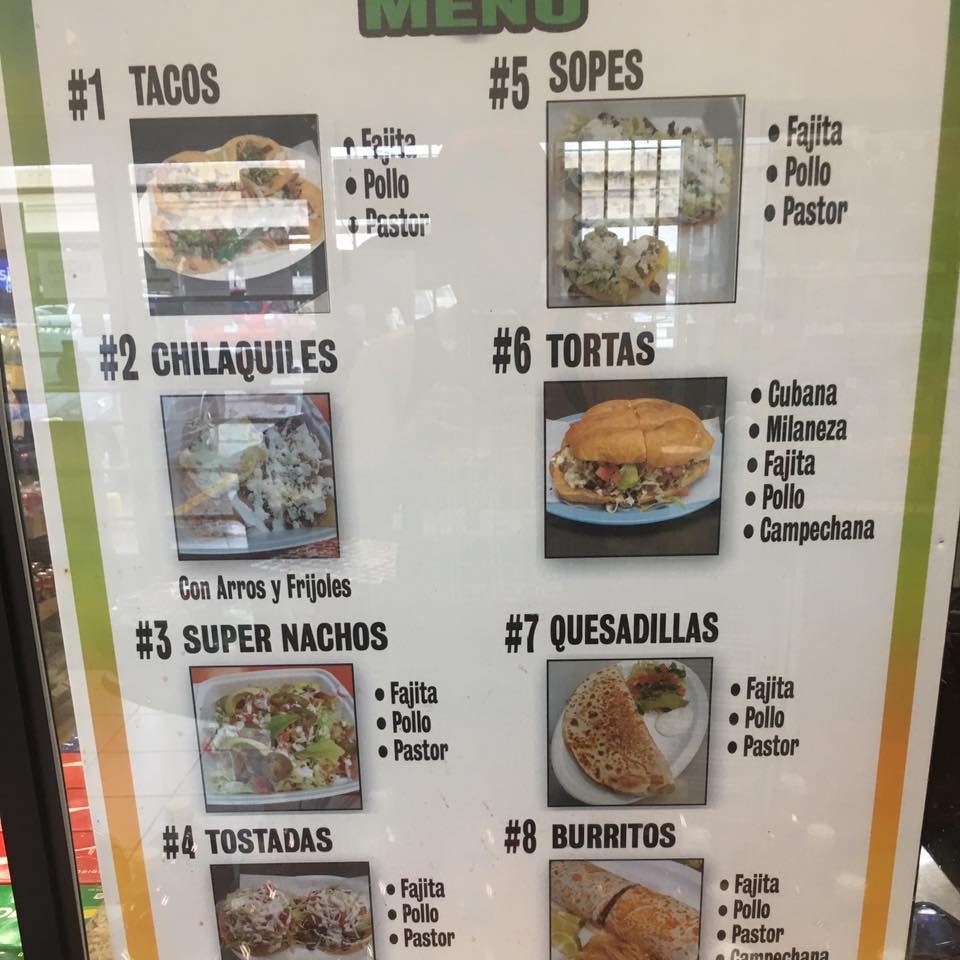 MENU
#1 TACOS
• Fajita
• Pollo
• Pastor
#2 CHILAQUILES
Con Arros y Frijoles
#3 SUPER NACHOS
• Fajita
• Pollo
• Pastor
#4 TOSTADAS
• Fajita
• Pollo
• Pastor
#5 SOPES
• Fajita
• Pollo
• Pastor
#6 TORTAS
• Cubana
• Milaneza
• Fajita
• Pollo
• Campechana
#7 QUESADILLAS
• Fajita
• Pollo
• Pastor
#8 BURRITOS
• Fajita
• Pollo
• Pastor
• Campechana